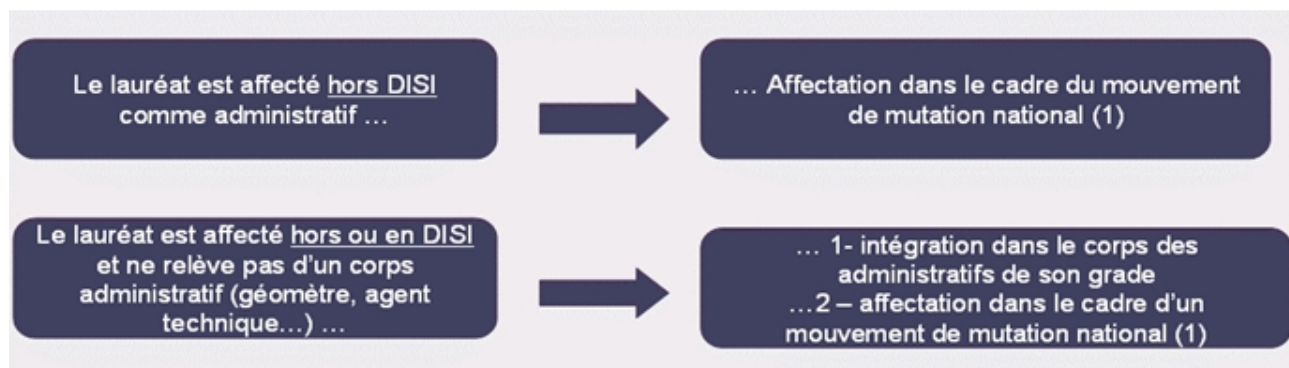 Le lauréat est affecté hors DISI
comme administratif …
… Affectation dans le cadre du mouvement
de mutation national (1)
Le lauréat est affecté hors ou en DISI
et ne relève pas d'un corps
administratif (géomètre, agent
technique…) …
… 1- intégration dans le corps des
administratifs de son grade
…2 – affectation dans le cadre d'un
mouvement de mutation national (1)